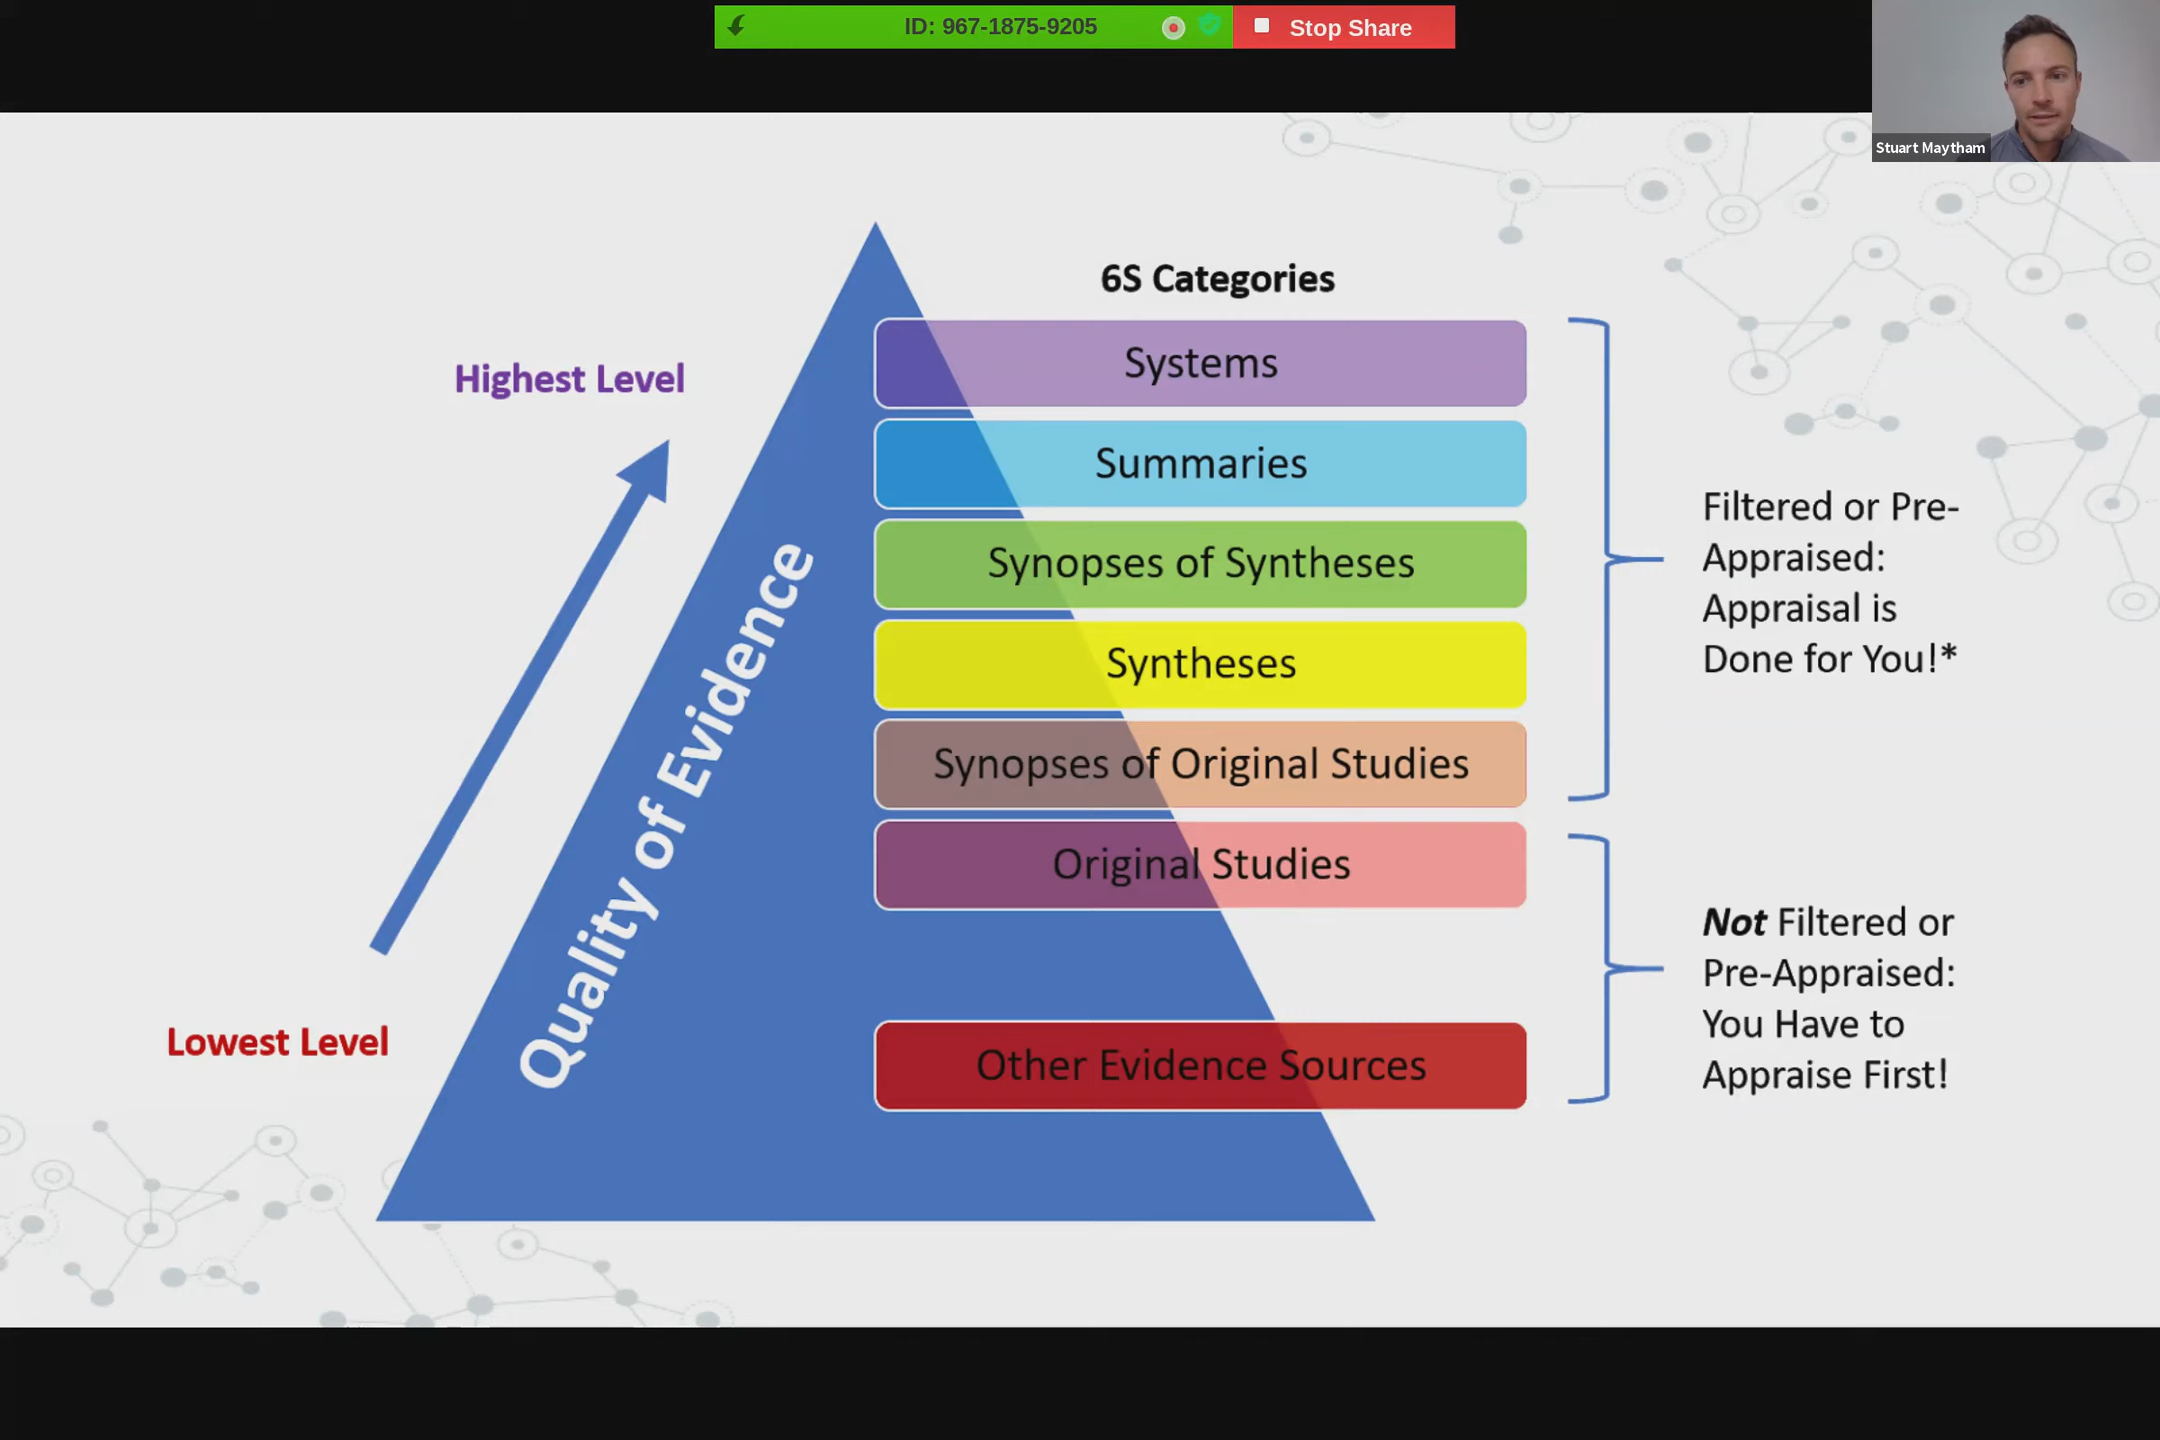 ID: 967-1875-9205
Stop Share
Stuart Maytham
6S Categories
Highest Level
Systems
Summaries
Synopses of Syntheses
Syntheses
Synopses of Original Studies
Original Studies
Other Evidence Sources
Quality of Evidence
Lowest Level
Filtered or Pre-
Appraised:
Appraisal is
Done for You!*
Not Filtered or
Pre-Appraised:
You Have to
Appraise First!